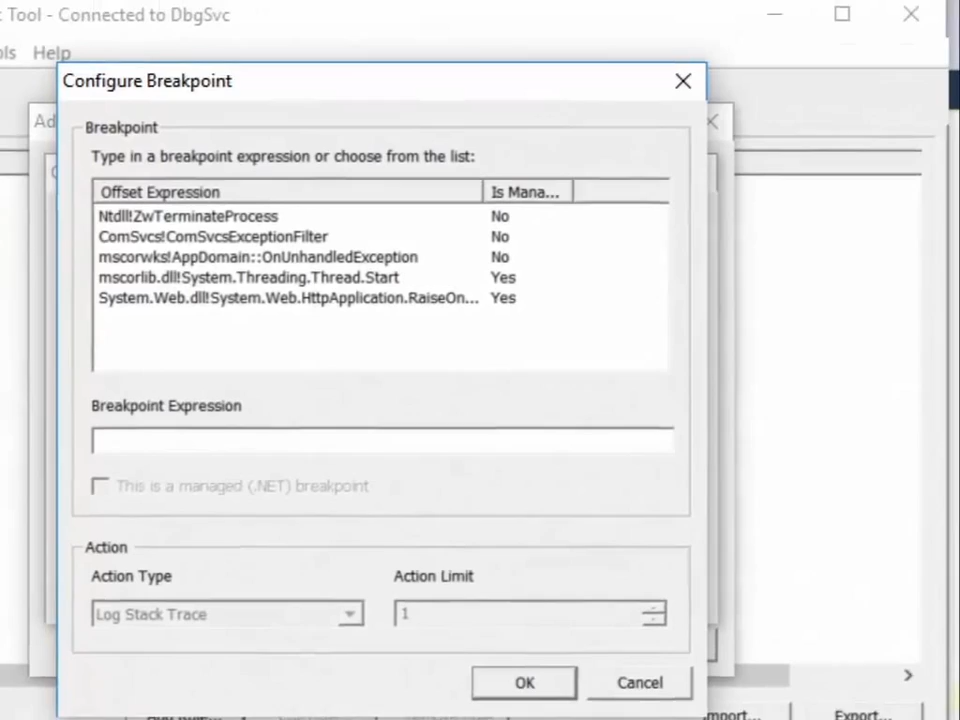 Tool - Connected to DbgSvc
Help
Configure Breakpoint
Ad
Breakpoint
Type in a breakpoint expression or choose from the list:
Offset Expression Is Mana...
Ntdll!ZwTerminateProcess No
ComSvcs!ComSvcsExceptionFilter No
mscorwks!AppDomain::OnUnhandledException No
mscorlib.dll!System.Threading.Thread.Start Yes
System.Web.dll!System.Web.HttpApplication.RaiseOn... Yes
Breakpoint Expression
This is a managed (.NET) breakpoint
Action
Action Type Action Limit
Log Stack Trace 1
OK Cancel
Export...